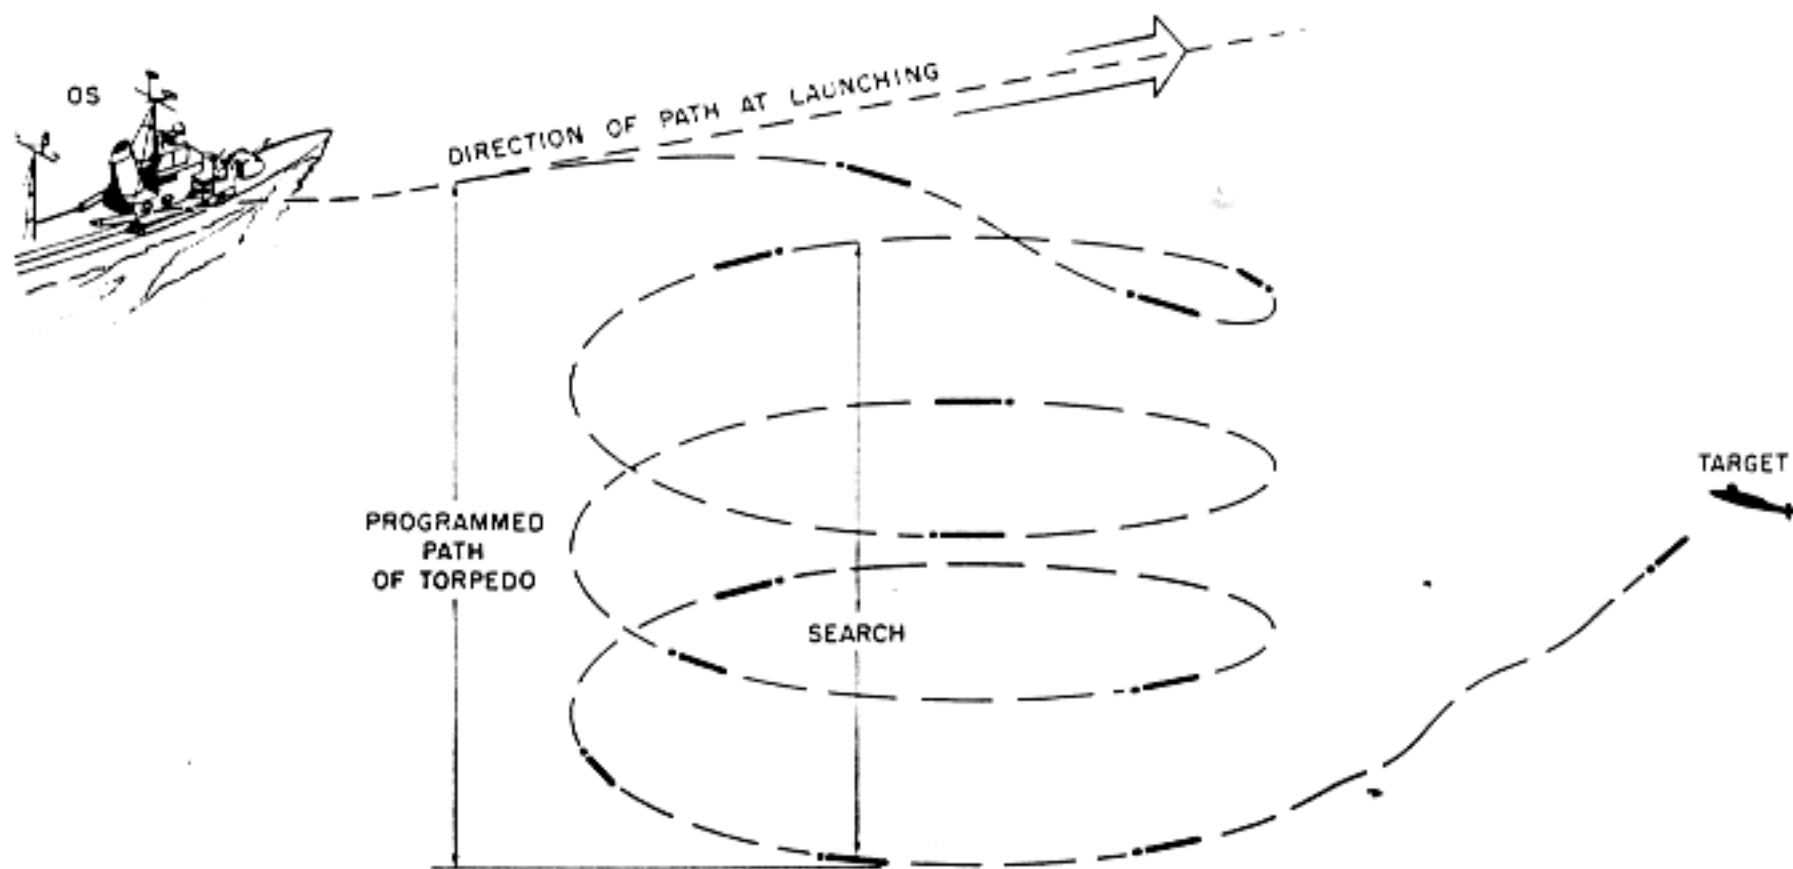 OS
DIRECTION OF PATH AT LAUNCHING
PROGRAMMED
PATH
OF TORPEDO
SEARCH
TARGET